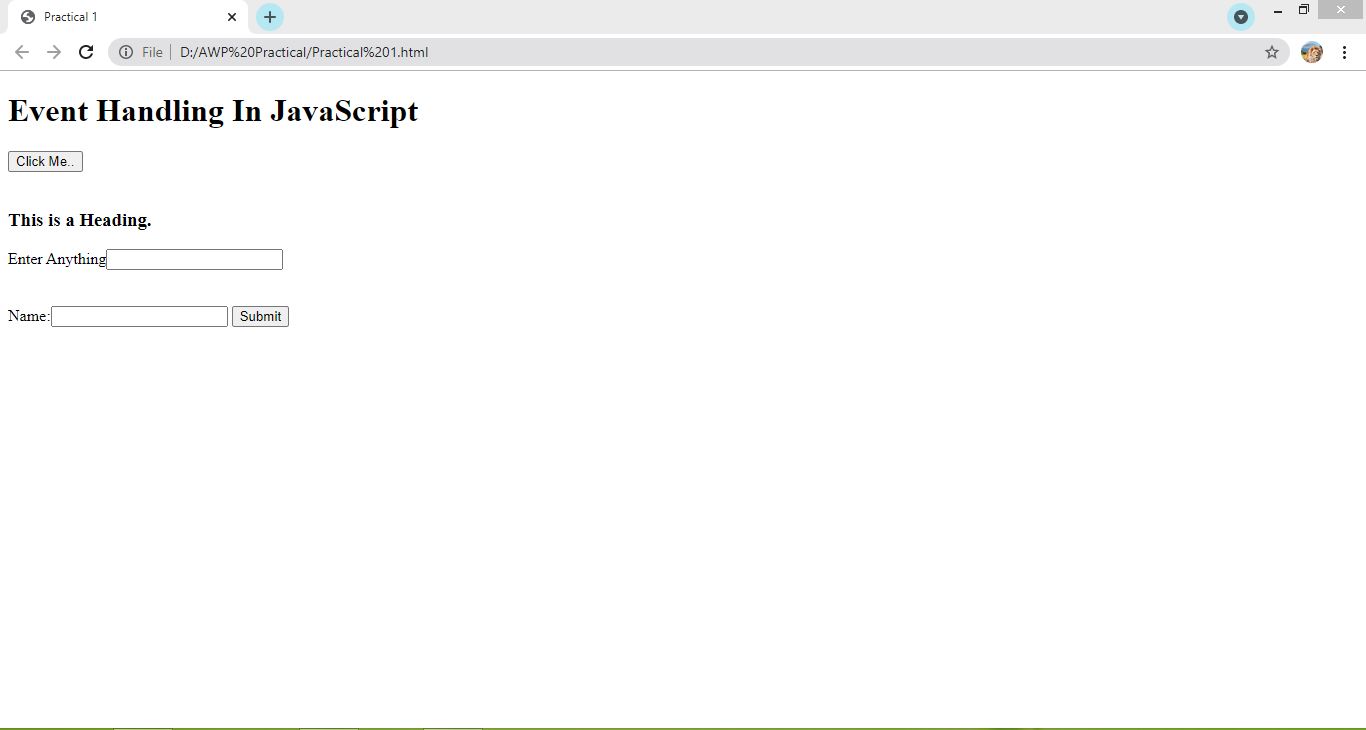 Practical 1
File D:/AWP%20Practical/Practical%201.html
Event Handling In JavaScript
Click Me..
This is a Heading.
Enter Anything
Name: Submit